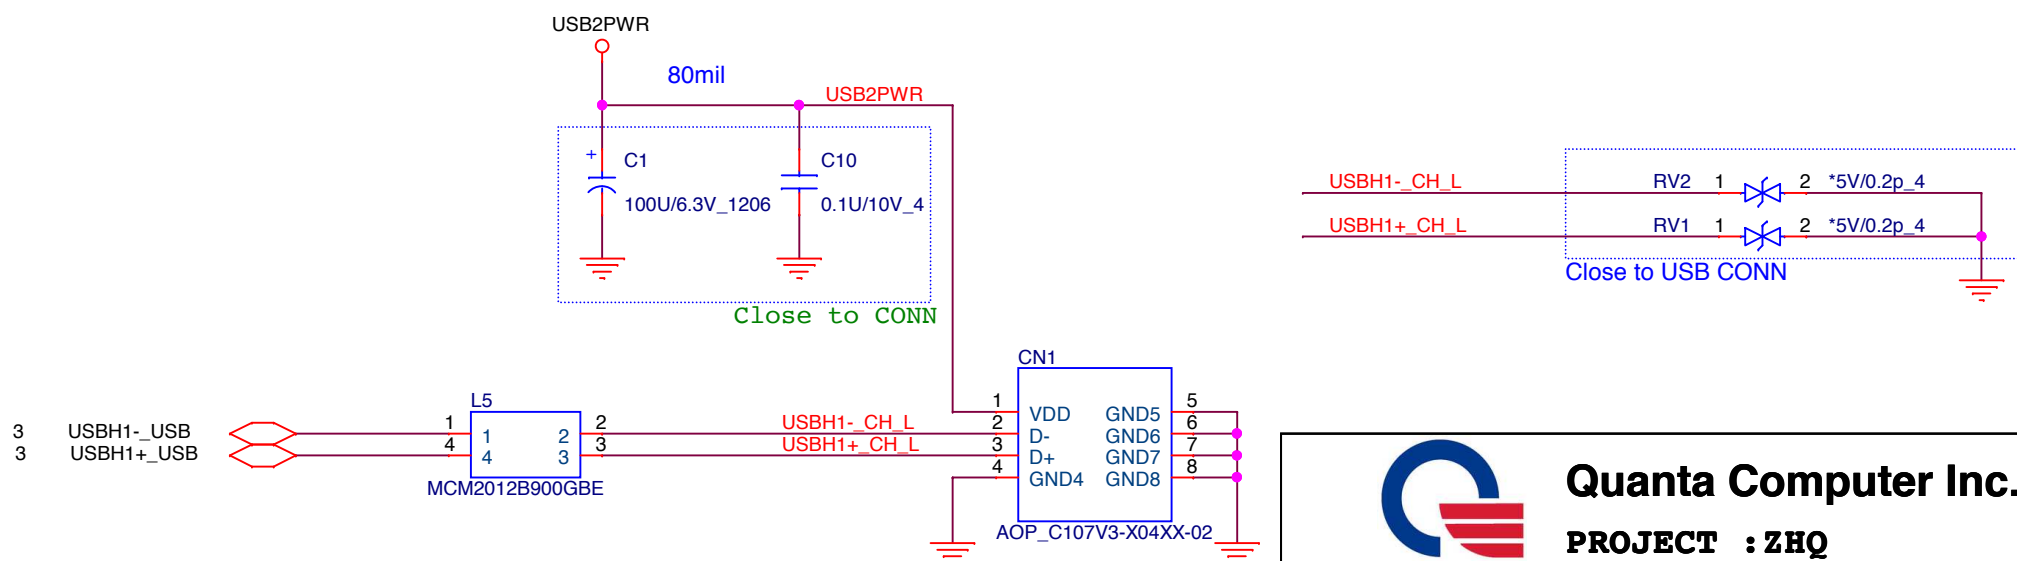 USB2PWR
80mil
USB2PWR
+ C1
100U/6.3V_1206
C10
0.1U/10V_4
Close to CONN
USBH1-_CH_L RV2 1 2 *5V/0.2p_4
USBH1+_CH_L RV1 1 2 *5V/0.2p_4
Close to USB CONN
3 USBH1-_USB
3 USBH1+_USB
L5
1 1 2 2
4 4 3 3
MCM2012B900GBE
USBH1-_CH_L
USBH1+_CH_L
CN1
1 VDD GND5 5
2 D- GND6 6
3 D+ GND7 7
4 GND4 GND8 8
AOP_C107V3-X04XX-02
Quanta Computer Inc.
PROJECT : ZHQ